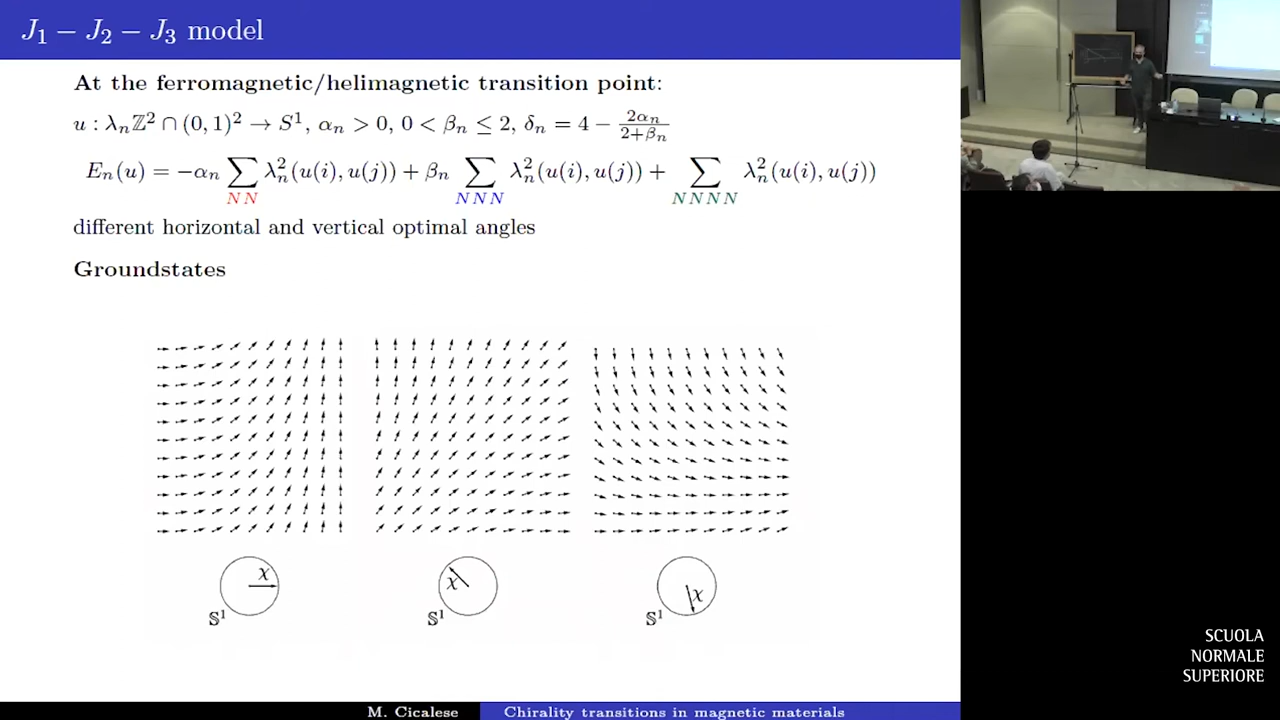 J₁ − J₂ − J₃ model
At the ferromagnetic/helimagnetic transition point:
u : λₙℤ² ∩ (0, 1)² → S¹, αₙ > 0, 0 < βₙ ≤ 2, δₙ = 4 − 2αₙ/(2+βₙ)
Eₙ(u) = −αₙ ∑ λₙ²(u(i), u(j)) + βₙ ∑ λₙ²(u(i), u(j)) + ∑ λₙ²(u(i), u(j))
NN NNN NNNN
different horizontal and vertical optimal angles
Groundstates
χ χ χ
𝕊¹ 𝕊¹ 𝕊¹
M. Cicalese Chirality transitions in magnetic materials
SCUOLA
NORMALE
SUPERIORE